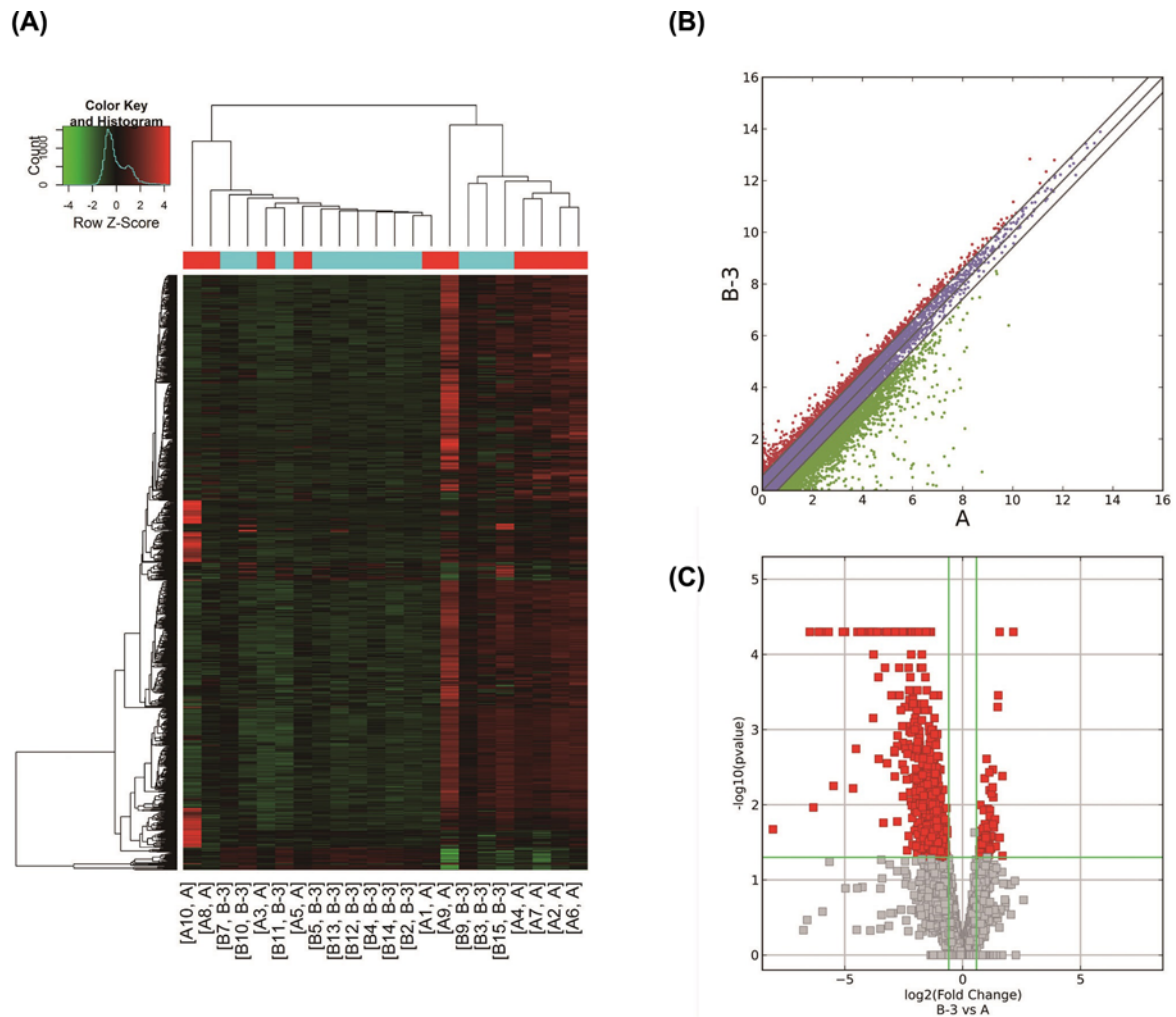 (A)
Color Key
and Histogram
Count
0 1000
-4 -2 0 2 4
Row Z-Score
[A10, A]
[A8, A]
[B7, B-3]
[B10, B-3]
[A3, A]
[B11, B-3]
[A5, A]
[B5, B-3]
[B13, B-3]
[B12, B-3]
[B4, B-3]
[B14, B-3]
[B2, B-3]
[A1, A]
[A9, A]
[B9, B-3]
[B3, B-3]
[B15, B-3]
[A4, A]
[A7, A]
[A2, A]
[A6, A]
(B)
16
14
12
10
8
6
4
2
0
B-3
0 2 4 6 8 10 12 14 16
A
(C)
5
4
3
2
1
0
-log10(pvalue)
−5 0 5
log2(Fold Change)
B-3 vs A